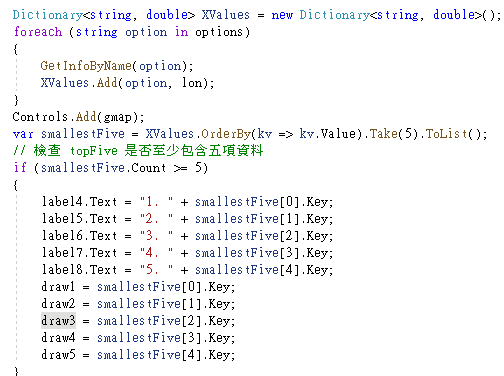 Dictionary<string, double> XValues = new Dictionary<string, double>();
foreach (string option in options)
{
    GetInfoByName(option);
    XValues.Add(option, lon);
}
Controls.Add(gmap);
var smallestFive = XValues.OrderBy(kv => kv.Value).Take(5).ToList();
// 檢查 topFive 是否至少包含五項資料
if (smallestFive.Count >= 5)
{
    label4.Text = "1. " + smallestFive[0].Key;
    label5.Text = "2. " + smallestFive[1].Key;
    label6.Text = "3. " + smallestFive[2].Key;
    label7.Text = "4. " + smallestFive[3].Key;
    label8.Text = "5. " + smallestFive[4].Key;
    draw1 = smallestFive[0].Key;
    draw2 = smallestFive[1].Key;
    draw3 = smallestFive[2].Key;
    draw4 = smallestFive[3].Key;
    draw5 = smallestFive[4].Key;
}